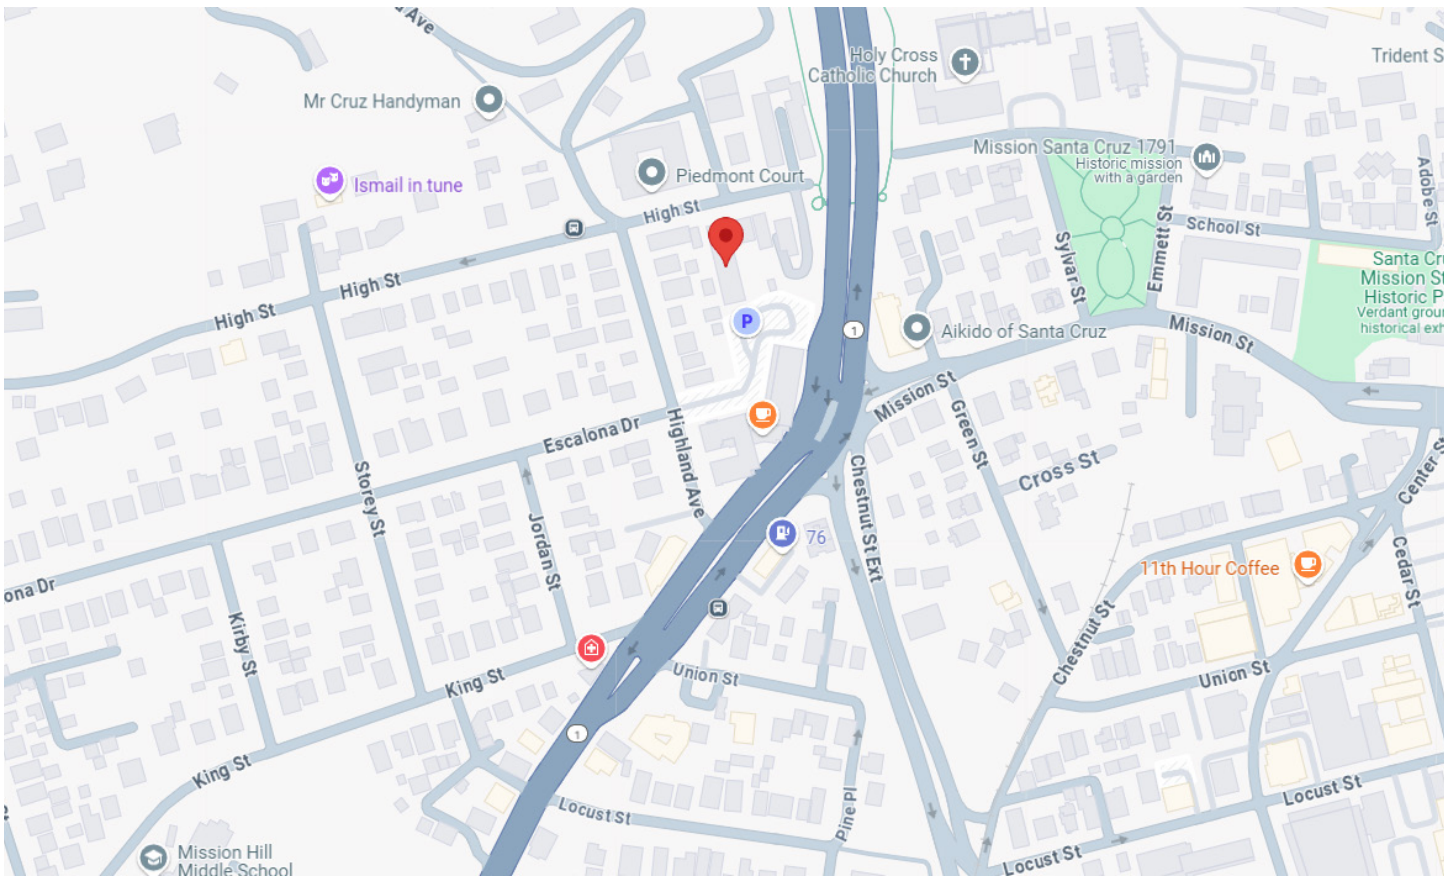 Ave
Holy Cross
Catholic Church
Trident S
Mr Cruz Handyman
Mission Santa Cruz 1791
Historic mission
with a garden
Ismail in tune
Piedmont Court
Adobe St
High St
Emmett St
School St
High St
Sylvar St
Santa Cru
Mission St
Historic P
Verdant grour
historical exh
High St
P
1
Aikido of Santa Cruz
Mission St
Mission St
Escalona Dr
Highland Ave
Green St
Cross St
Center St
Storey St
Chestnut St Ext
Jordan St
76
11th Hour Coffee
Cedar St
ona Dr
Kirby St
Chestnut St
King St
Union St
Union St
1
King St
Locust St
Pine Pl
Locust St
Locust St
Mission Hill
Middle School